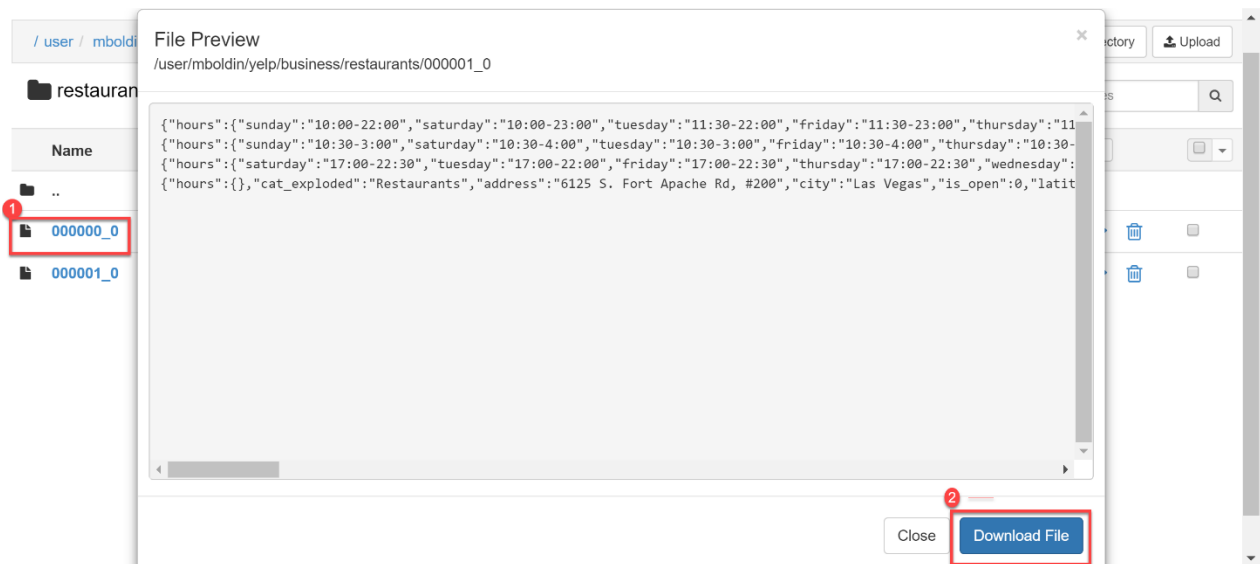 / user / mboldi
File Preview
×
ctory
Upload
/user/mboldin/yelp/business/restaurants/000001_0
restauran
{"hours":{"sunday":"10:00-22:00","saturday":"10:00-23:00","tuesday":"11:30-22:00","friday":"11:30-23:00","thursday":"11
{"hours":{"sunday":"10:30-3:00","saturday":"10:30-4:00","tuesday":"10:30-3:00","friday":"10:30-4:00","thursday":"10:30-
{"hours":{"saturday":"17:00-22:30","tuesday":"17:00-22:00","friday":"17:00-22:30","thursday":"17:00-22:30","wednesday":
{"hours":{},"cat_exploded":"Restaurants","address":"6125 S. Fort Apache Rd, #200","city":"Las Vegas","is_open":0,"latit
Name
..
1
000000_0
000001_0
2
Close
Download File